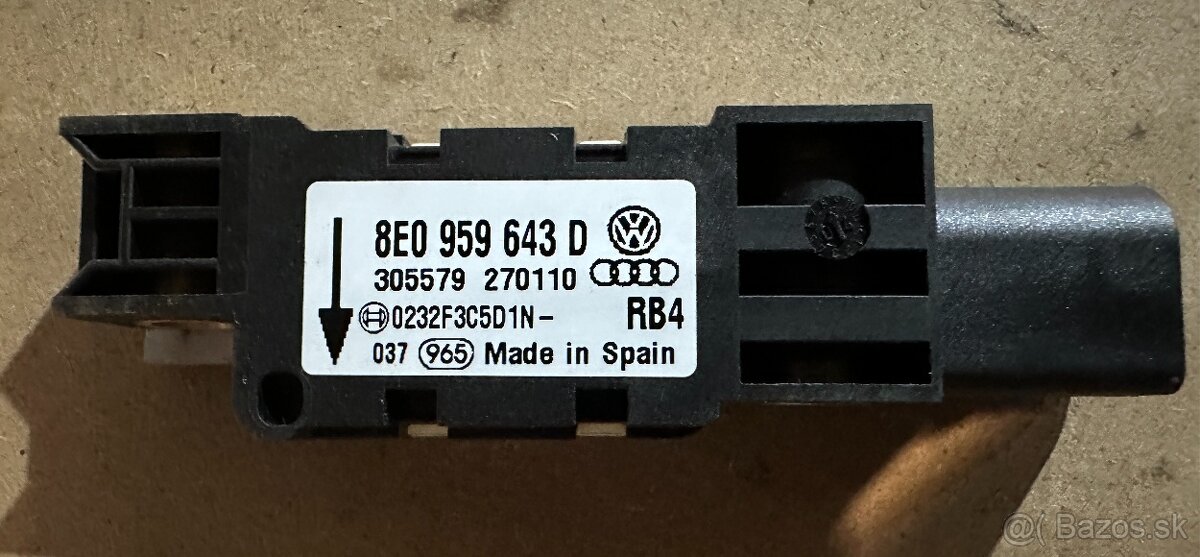 8E0 959 643 D
305579 270110
0232F3C5D1N-
RB4
037 965 Made in Spain
@( Bazos.sk